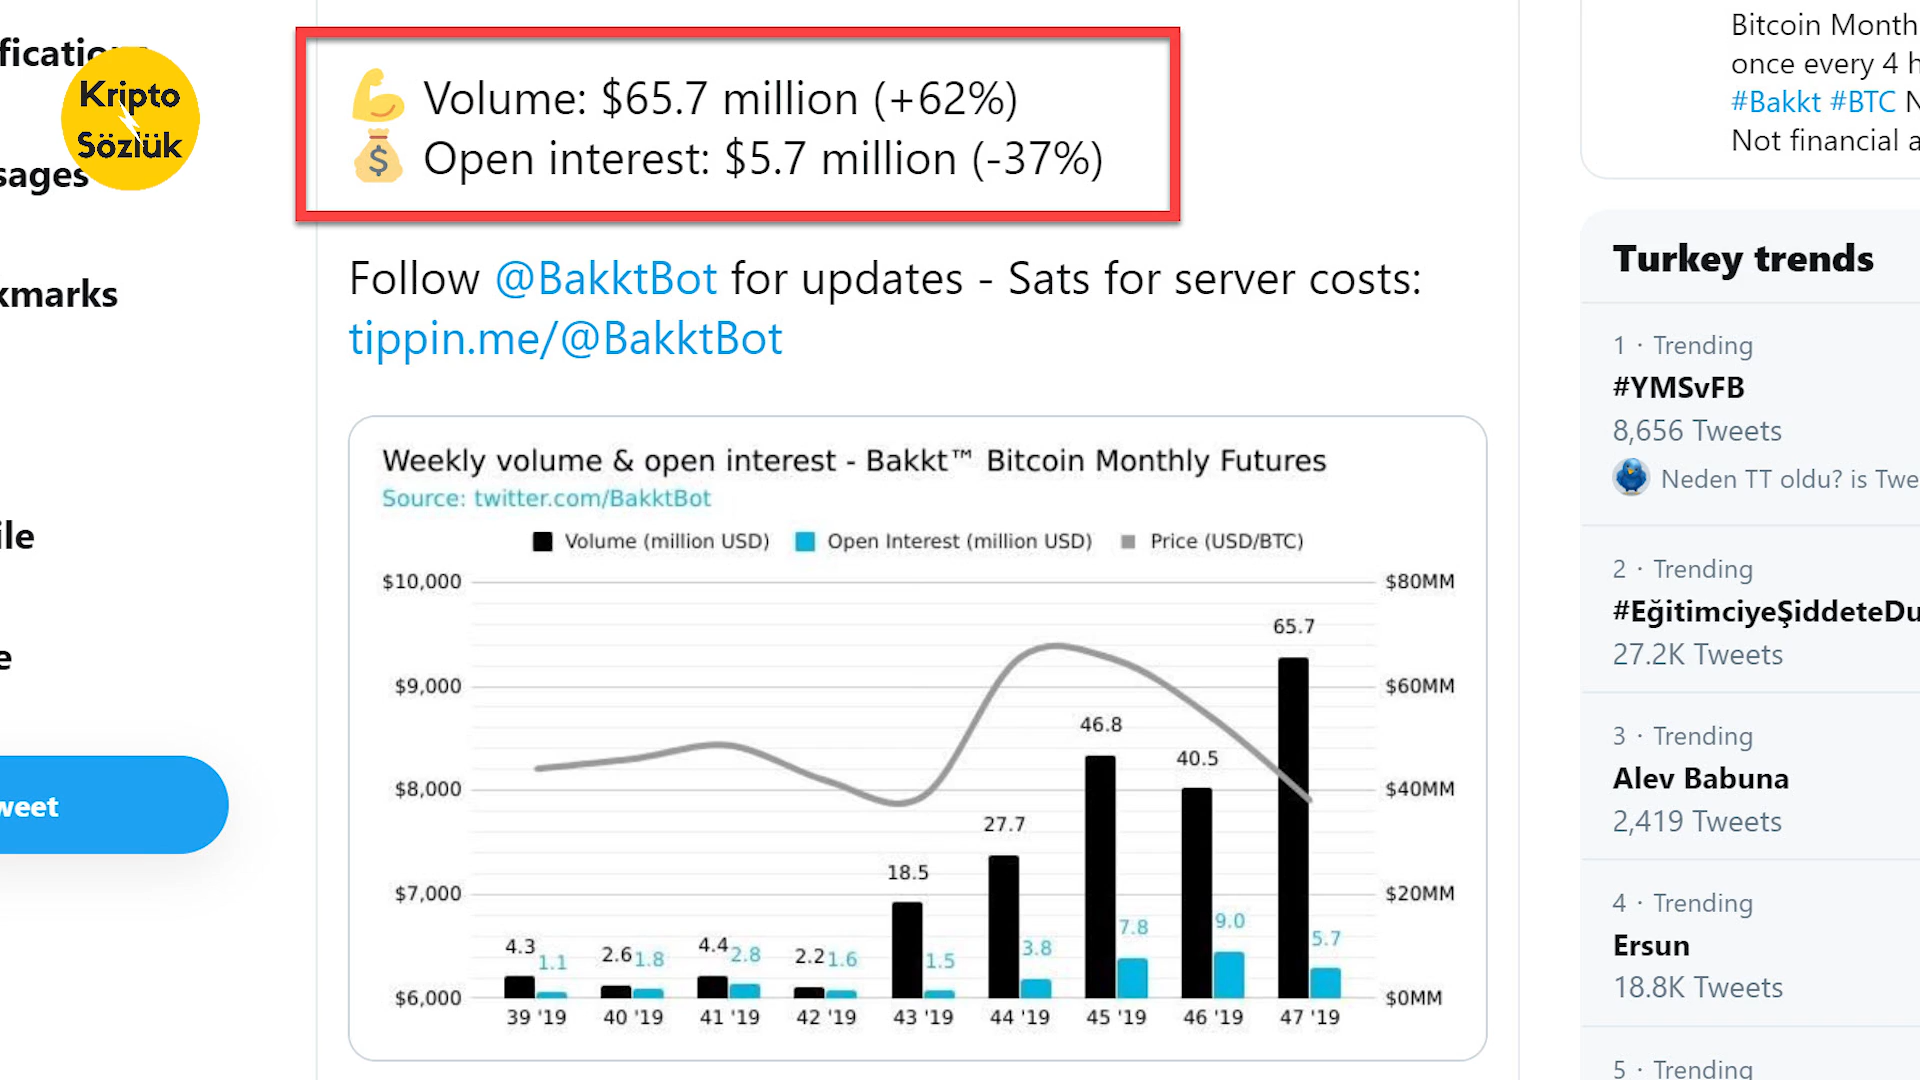 fications
sages
kmarks
ile
e
weet
Kripto
Sözlük
Volume: $65.7 million (+62%)
Open interest: $5.7 million (-37%)
Follow @BakktBot for updates - Sats for server costs:
tippin.me/@BakktBot
Weekly volume & open interest - Bakkt™ Bitcoin Monthly Futures
Source: twitter.com/BakktBot
Volume (million USD) Open Interest (million USD) Price (USD/BTC)
$10,000 $80MM
$9,000 $60MM
$8,000 $40MM
$7,000 $20MM
$6,000 $0MM
4.3 1.1 2.6 1.8 4.4 2.8 2.2 1.6 18.5 1.5 27.7 3.8 46.8 7.8 40.5 9.0 65.7 5.7
39 '19 40 '19 41 '19 42 '19 43 '19 44 '19 45 '19 46 '19 47 '19
Bitcoin Month
once every 4 h
#Bakkt #BTC N
Not financial a
Turkey trends
1 · Trending
#YMSvFB
8,656 Tweets
Neden TT oldu? is Twe
2 · Trending
#EğitimciyeŞiddeteDu
27.2K Tweets
3 · Trending
Alev Babuna
2,419 Tweets
4 · Trending
Ersun
18.8K Tweets
5 · Trending